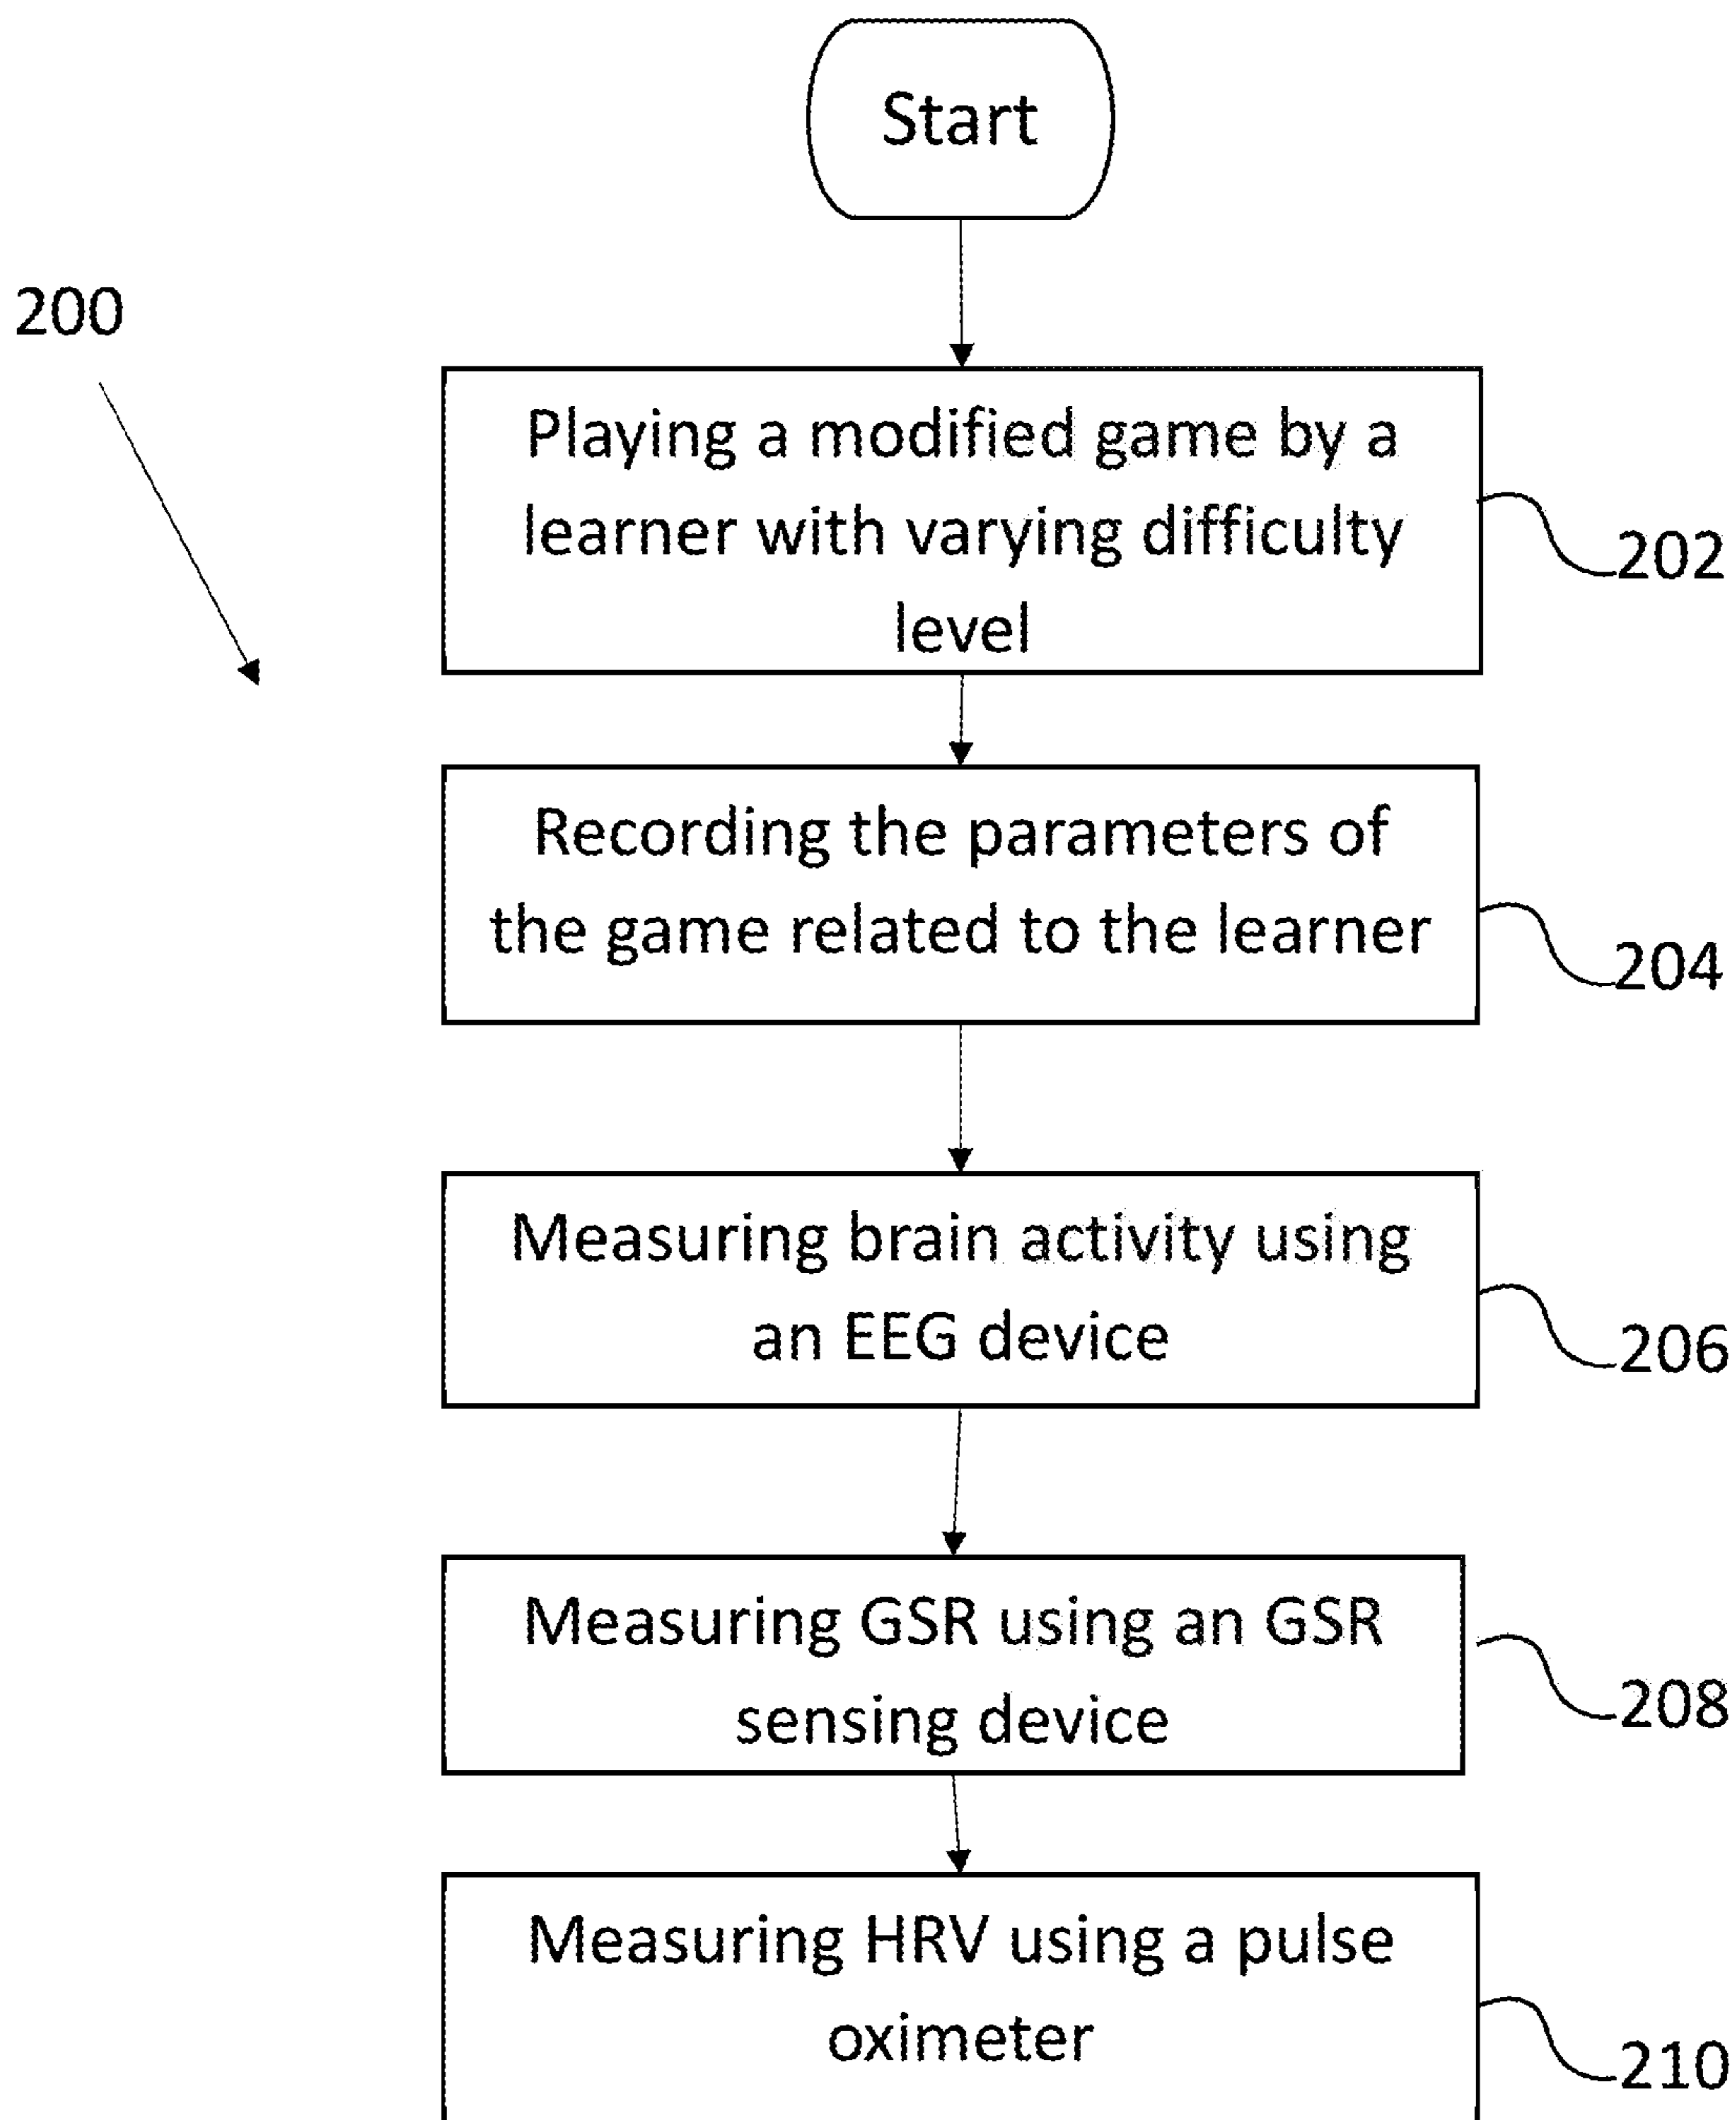 Start
200
Playing a modified game by a
learner with varying difficulty
level
202
Recording the parameters of
the game related to the learner
204
Measuring brain activity using
an EEG device
206
Measuring GSR using an GSR
sensing device
208
Measuring HRV using a pulse
oximeter
210